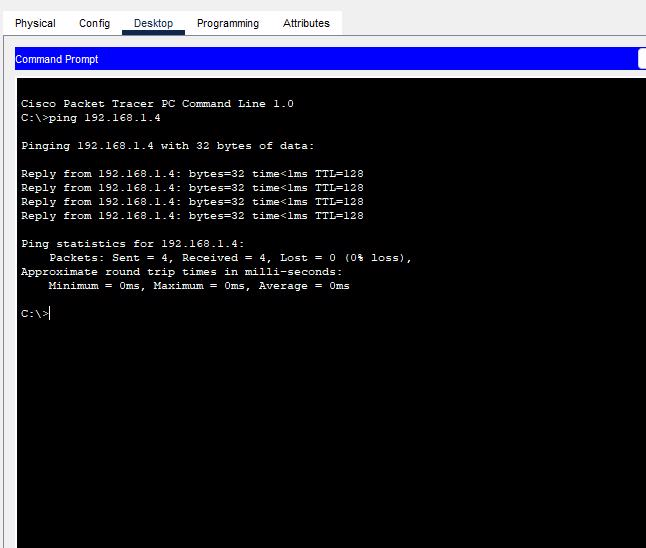 Physical Config Desktop Programming Attributes
Command Prompt
Cisco Packet Tracer PC Command Line 1.0
C:\>ping 192.168.1.4
Pinging 192.168.1.4 with 32 bytes of data:
Reply from 192.168.1.4: bytes=32 time<1ms TTL=128
Reply from 192.168.1.4: bytes=32 time<1ms TTL=128
Reply from 192.168.1.4: bytes=32 time<1ms TTL=128
Reply from 192.168.1.4: bytes=32 time<1ms TTL=128
Ping statistics for 192.168.1.4:
    Packets: Sent = 4, Received = 4, Lost = 0 (0% loss),
Approximate round trip times in milli-seconds:
    Minimum = 0ms, Maximum = 0ms, Average = 0ms
C:\>